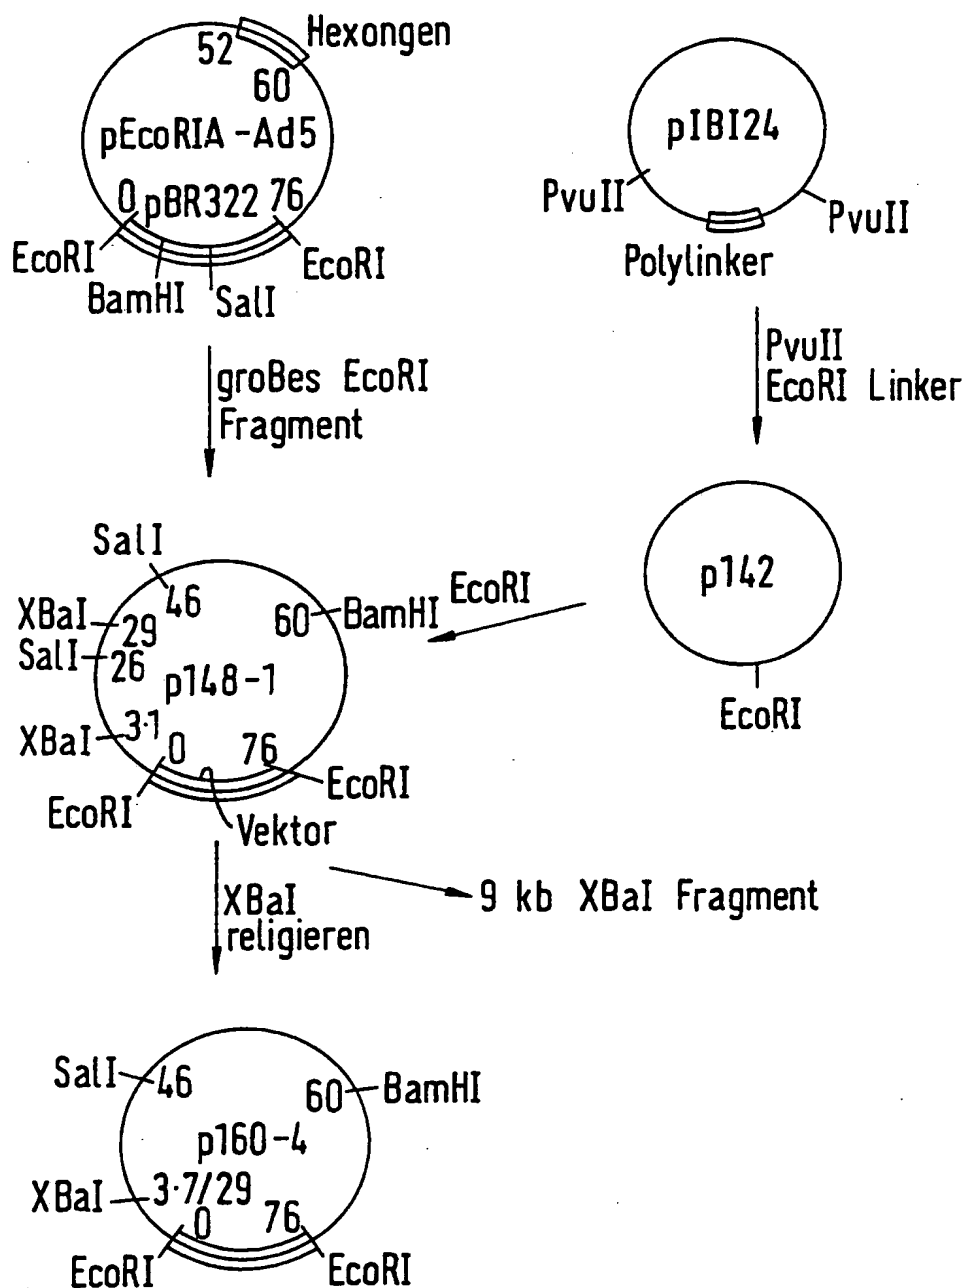 Hexongen
52
60
pEcoRIA-Ad5
0 pBR322 76
EcoRI
EcoRI
BamHI
SalI
pIBI24
PvuII
PvuII
Polylinker
großes EcoRI
Fragment
PvuII
EcoRI Linker
SalI
46
XBaI
29
SalI
26
60
BamHI
p148-1
XBaI
3·1
0
76
EcoRI
EcoRI
Vektor
EcoRI
p142
EcoRI
XBaI
religieren
9 kb XBaI Fragment
SalI
46
60
BamHI
p160-4
XBaI
3·7/29
0
76
EcoRI
EcoRI